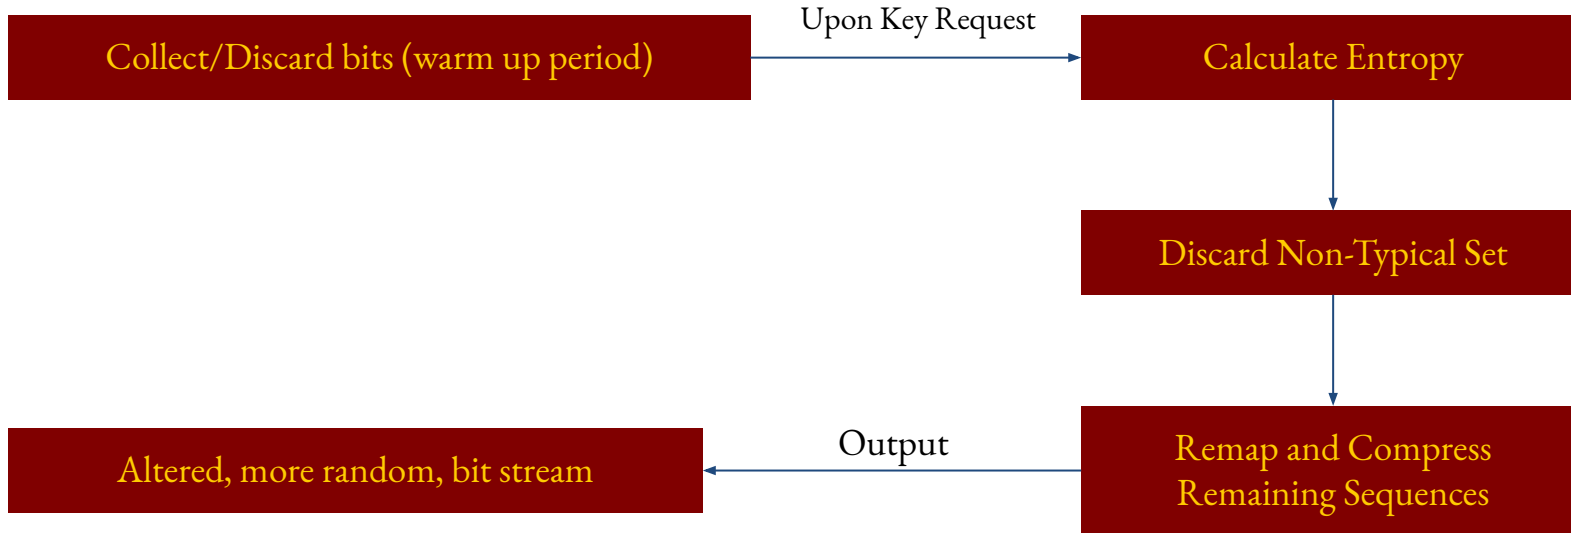 Upon Key Request
Collect/Discard bits (warm up period)
Calculate Entropy
Discard Non-Typical Set
Output
Remap and Compress
Remaining Sequences
Altered, more random, bit stream